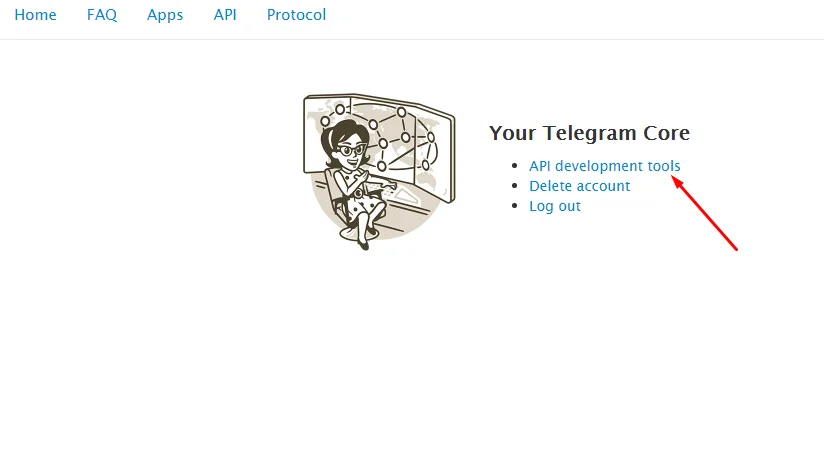 Home FAQ Apps API Protocol
Your Telegram Core
API development tools
Delete account
Log out